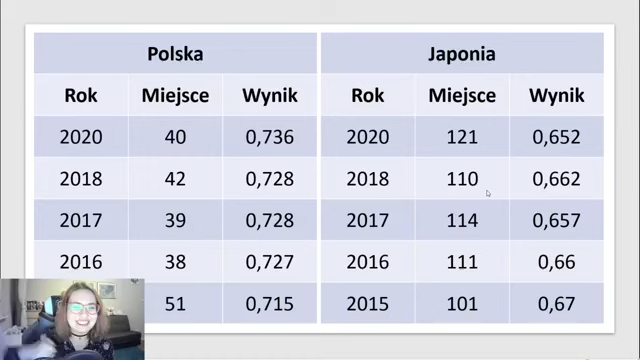 Polska Japonia
Rok Miejsce Wynik Rok Miejsce Wynik
2020 40 0,736 2020 121 0,652
2018 42 0,728 2018 110 0,662
2017 39 0,728 2017 114 0,657
2016 38 0,727 2016 111 0,66
51 0,715 2015 101 0,67